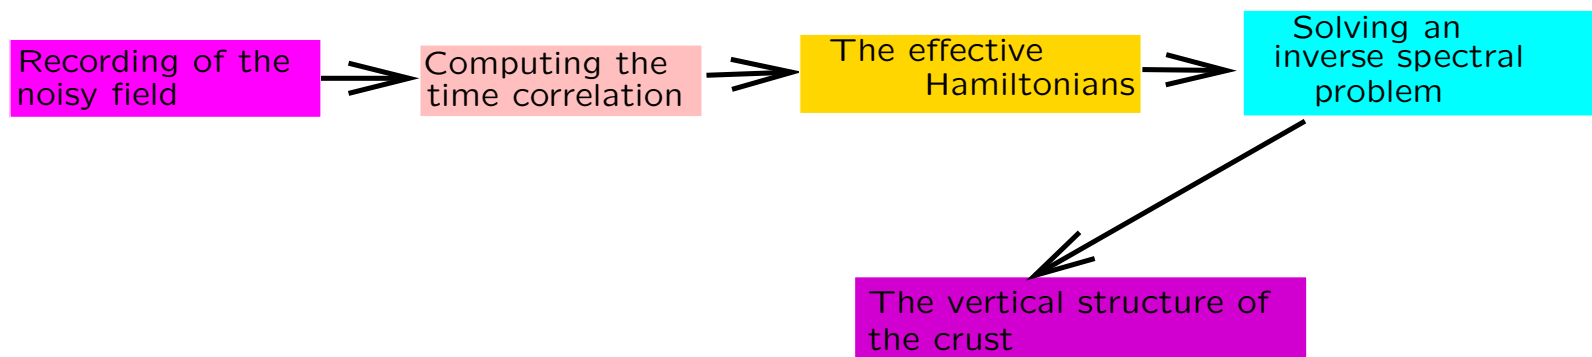 Recording of the
noisy field
Computing the
time correlation
The effective
Hamiltonians
Solving an
inverse spectral
problem
The vertical structure of
the crust